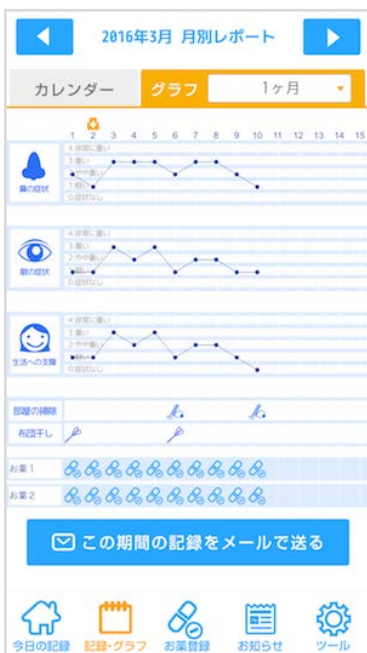 2016年3月 月別レポート
カレンダー グラフ 1ヶ月
1 2 3 4 5 6 7 8 9 10 11 12 13 14 15
鼻の症状
4:非常に重い
3:重い
2:やや重い
1:軽い
0:症状なし
眼の症状
4:非常に重い
3:重い
2:やや重い
1:軽い
0:症状なし
生活への支障
4:非常に重い
3:重い
2:やや重い
1:軽い
0:症状なし
部屋の掃除
布団干し
お薬1
お薬2
この期間の記録をメールで送る
今日の記録 記録・グラフ お薬登録 お知らせ ツール